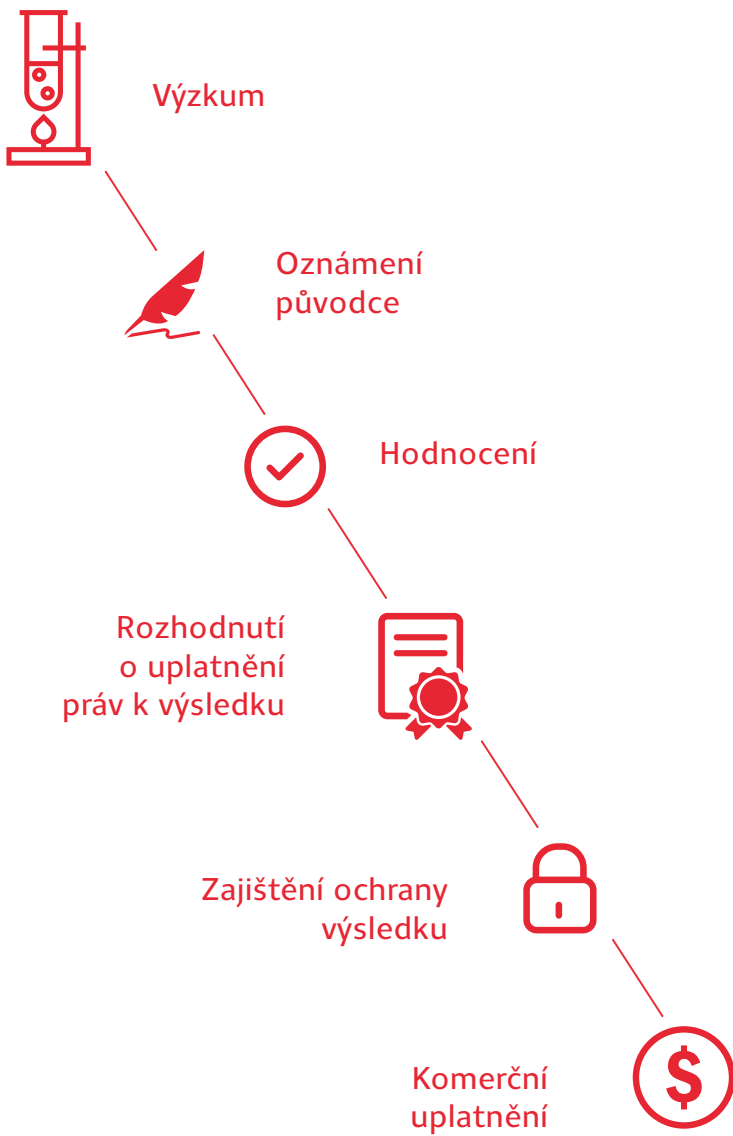 Výzkum
Oznámení
původce
Hodnocení
Rozhodnutí
o uplatnění
práv k výsledku
Zajištění ochrany
výsledku
Komerční
uplatnění
$